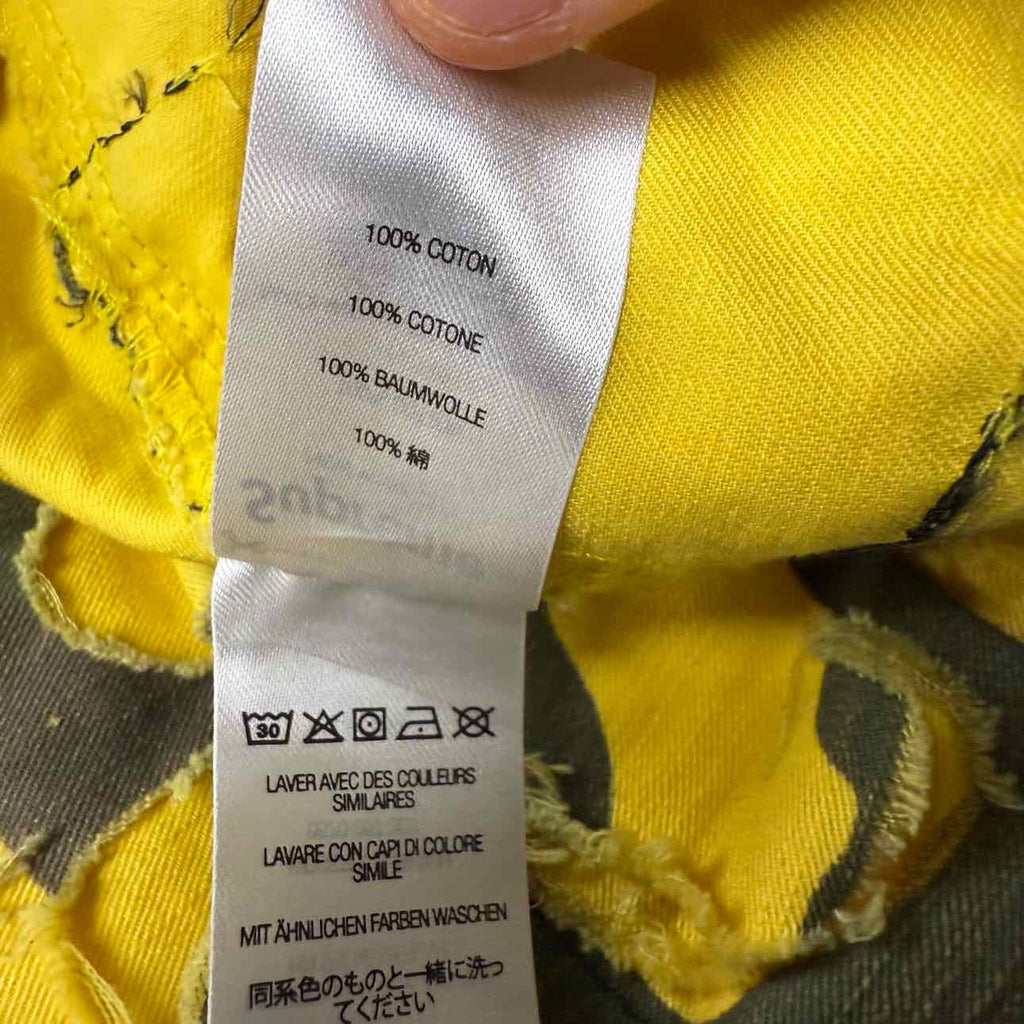 100% COTON
100% COTONE
100% BAUMWOLLE
100% 綿
30
LAVER AVEC DES COULEURS
SIMILAIRES
LAVARE CON CAPI DI COLORE
SIMILE
MIT ÄHNLICHEN FARBEN WASCHEN
同系色のものと一緒に洗っ
てください